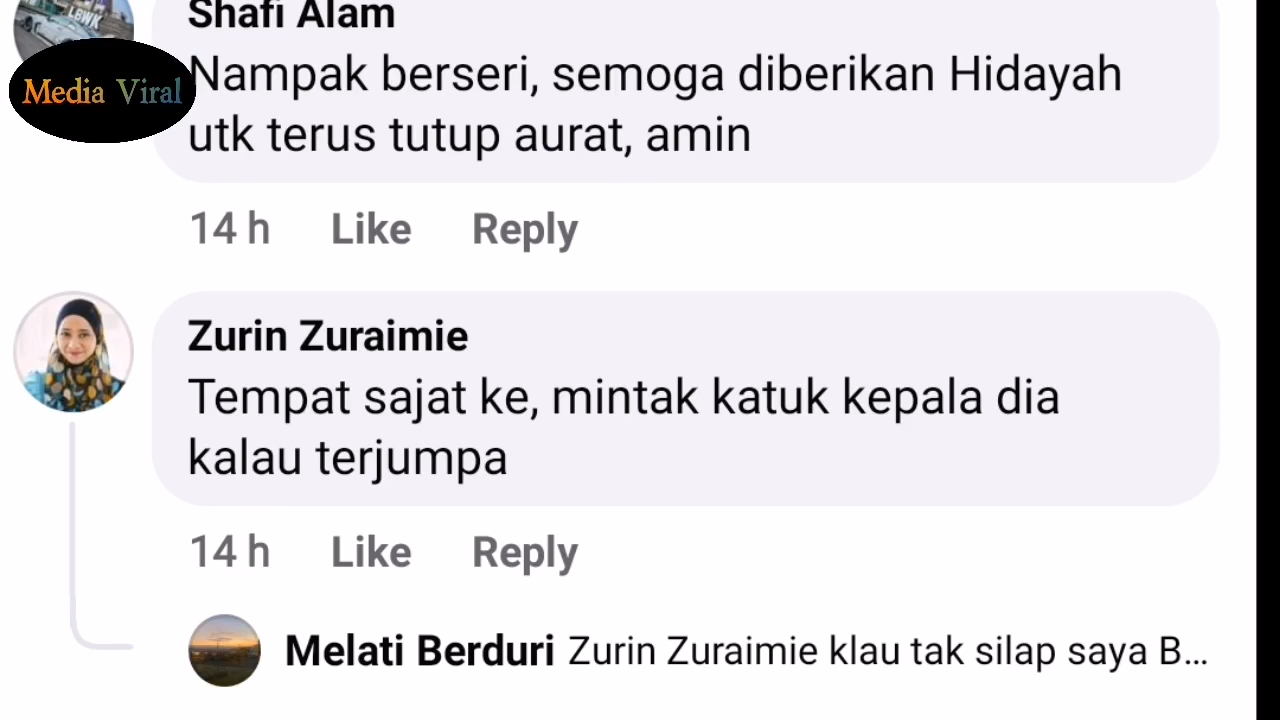 Shafi Alam
Media Viral
Nampak berseri, semoga diberikan Hidayah
utk terus tutup aurat, amin
14 h Like Reply
Zurin Zuraimie
Tempat sajat ke, mintak katuk kepala dia
kalau terjumpa
14 h Like Reply
Melati Berduri Zurin Zuraimie klau tak silap saya B...